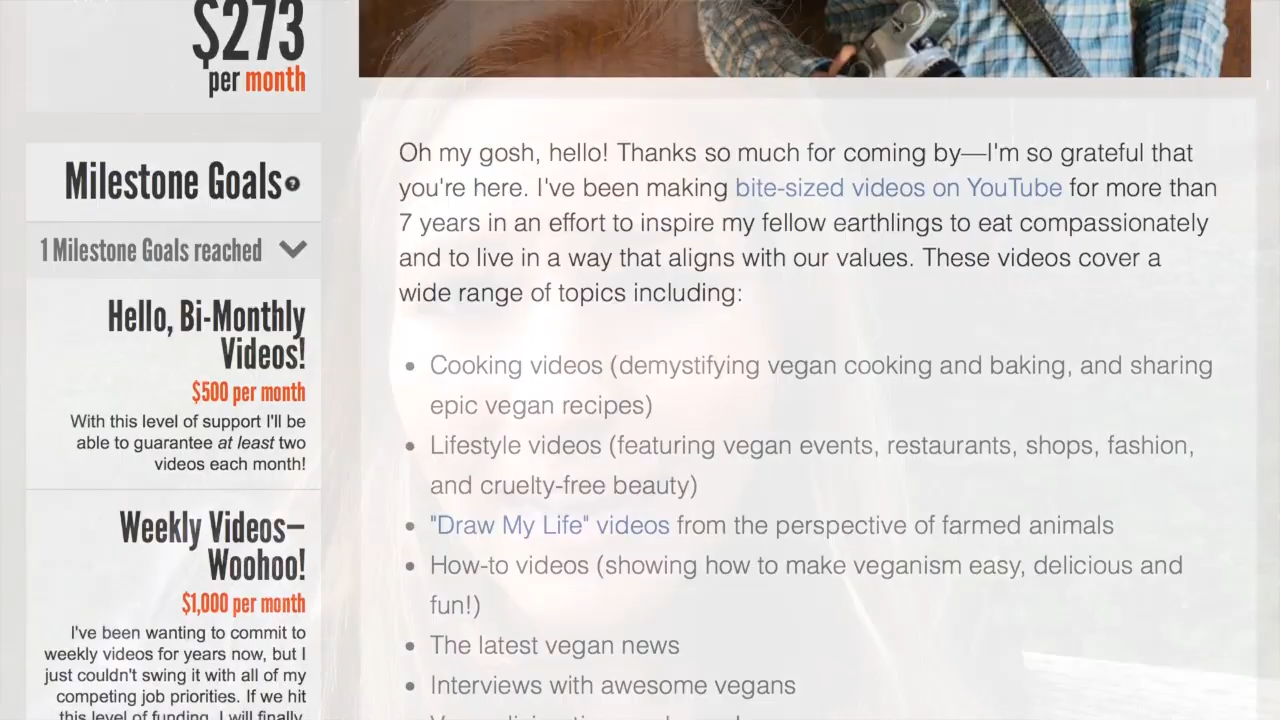 $273
per month
Milestone Goals
1 Milestone Goals reached
Hello, Bi-Monthly
Videos!
$500 per month
With this level of support I'll be
able to guarantee at least two
videos each month!
Weekly Videos—
Woohoo!
$1,000 per month
I've been wanting to commit to
weekly videos for years now, but I
just couldn't swing it with all of my
competing job priorities. If we hit
this level of funding, I will finally,
Oh my gosh, hello! Thanks so much for coming by—I'm so grateful that
you're here. I've been making bite-sized videos on YouTube for more than
7 years in an effort to inspire my fellow earthlings to eat compassionately
and to live in a way that aligns with our values. These videos cover a
wide range of topics including:
• Cooking videos (demystifying vegan cooking and baking, and sharing
epic vegan recipes)
• Lifestyle videos (featuring vegan events, restaurants, shops, fashion,
and cruelty-free beauty)
• "Draw My Life" videos from the perspective of farmed animals
• How-to videos (showing how to make veganism easy, delicious and
fun!)
• The latest vegan news
• Interviews with awesome vegans